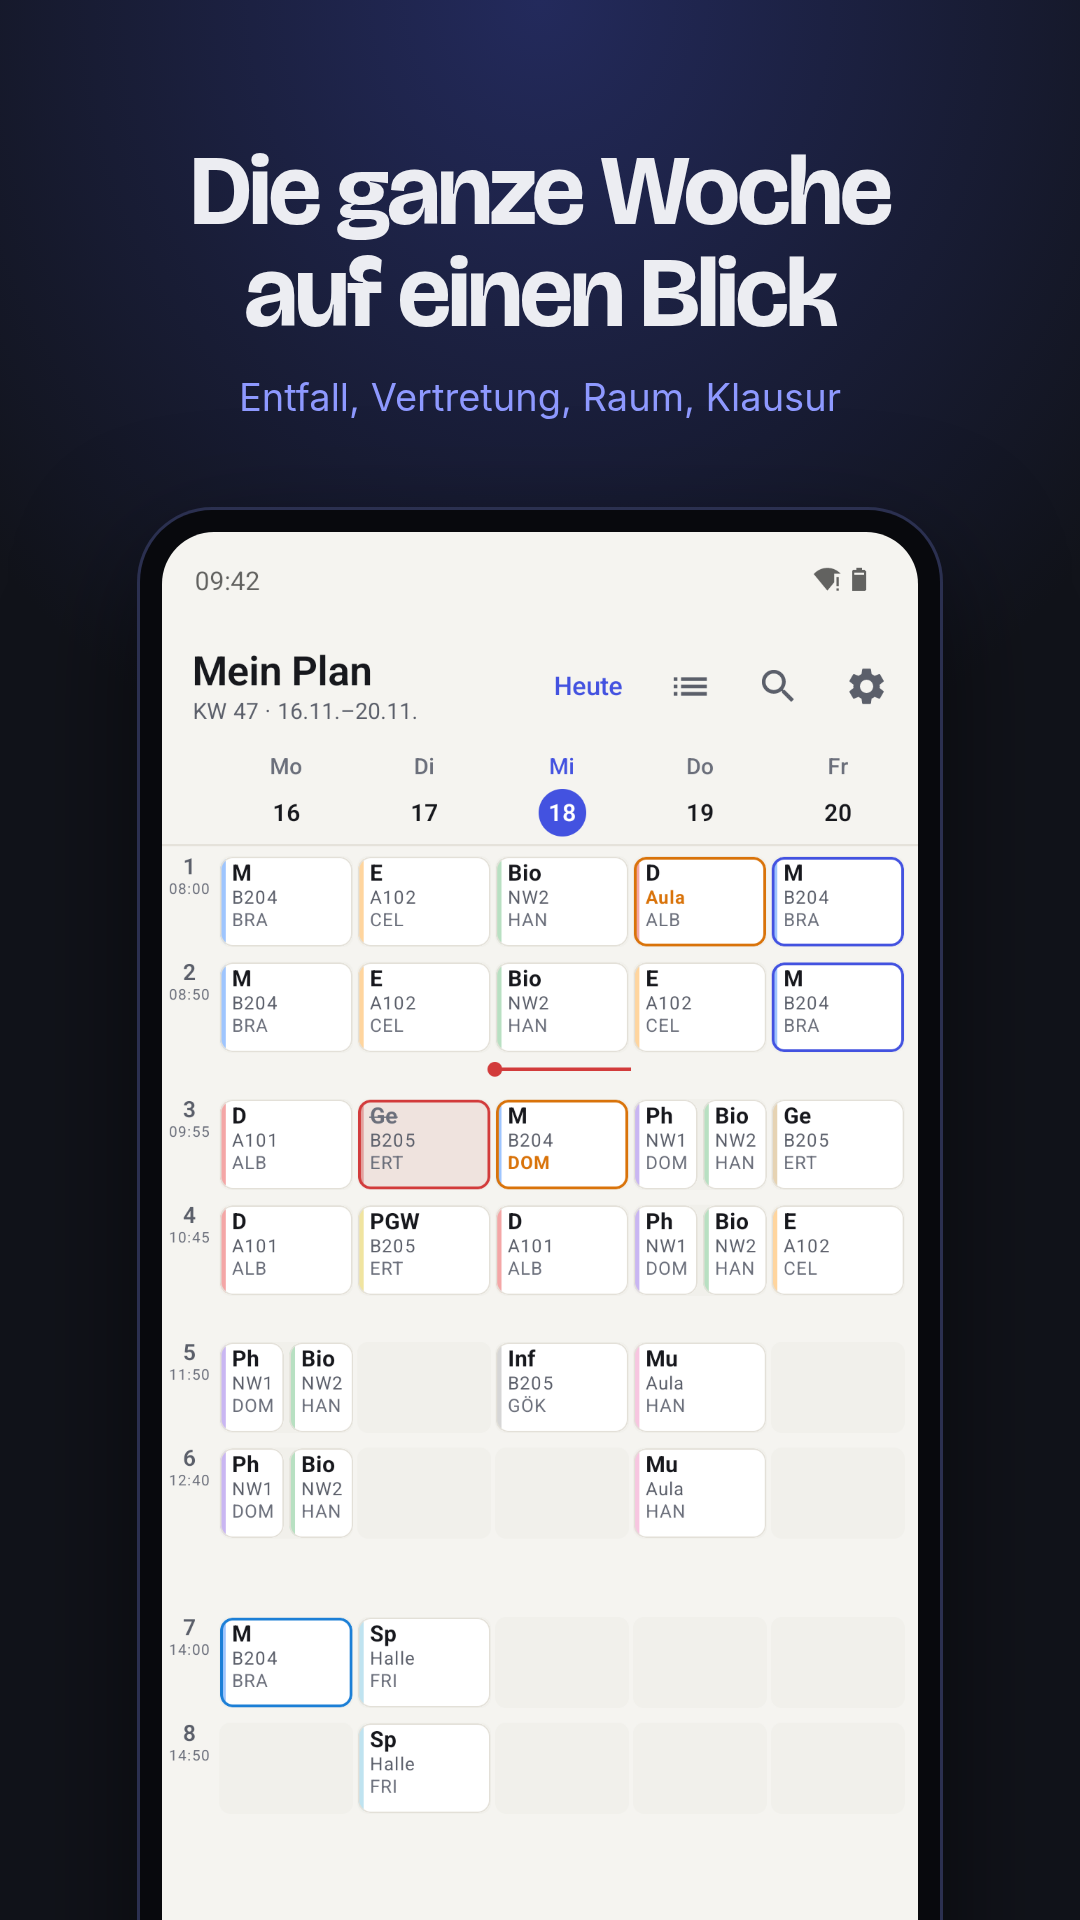 Die ganze Woche
auf einen Blick
Entfall, Vertretung, Raum, Klausur
09:42
Mein Plan
KW 47 · 16.11.–20.11.
Heute
Mo Di Mi Do Fr
16 17 18 19 20
1 M E Bio D M
08:00 B204 A102 NW2 Aula B204
BRA CEL HAN ALB BRA
2 M E Bio E M
08:50 B204 A102 NW2 A102 B204
BRA CEL HAN CEL BRA
3 D Ge M Ph Bio Ge
09:55 A101 B205 B204 NW1 NW2 B205
ALB ERT DOM DOM HAN ERT
4 D PGW D Ph Bio E
10:45 A101 B205 A101 NW1 NW2 A102
ALB ERT ALB DOM HAN CEL
5 Ph Bio Inf Mu
11:50 NW1 NW2 B205 Aula
DOM HAN GÖK HAN
6 Ph Bio Mu
12:40 NW1 NW2 Aula
DOM HAN HAN
7 M Sp
14:00 B204 Halle
BRA FRI
8 Sp
14:50 Halle
FRI